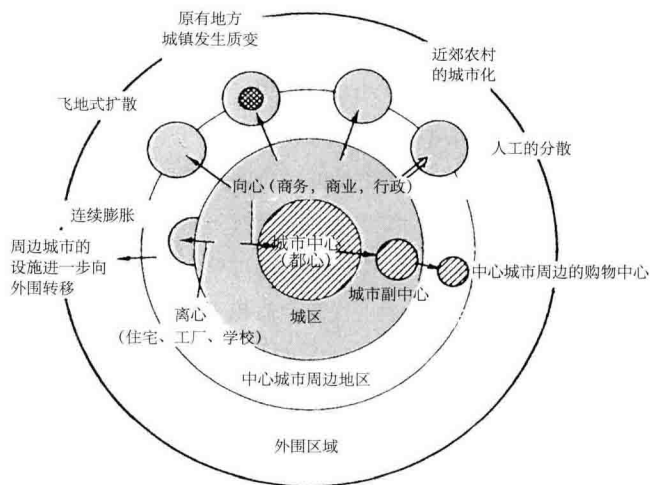 原有地方
城镇发生质变
近郊农村
的城市化
飞地式扩散
人工的分散
向心(商务，商业，行政)
连续膨胀
周边城市的
设施进一步向
外围转移
城市中心
(都心)
中心城市周边的购物中心
城市副中心
离心
(住宅、工厂、学校)
城区
中心城市周边地区
外围区域